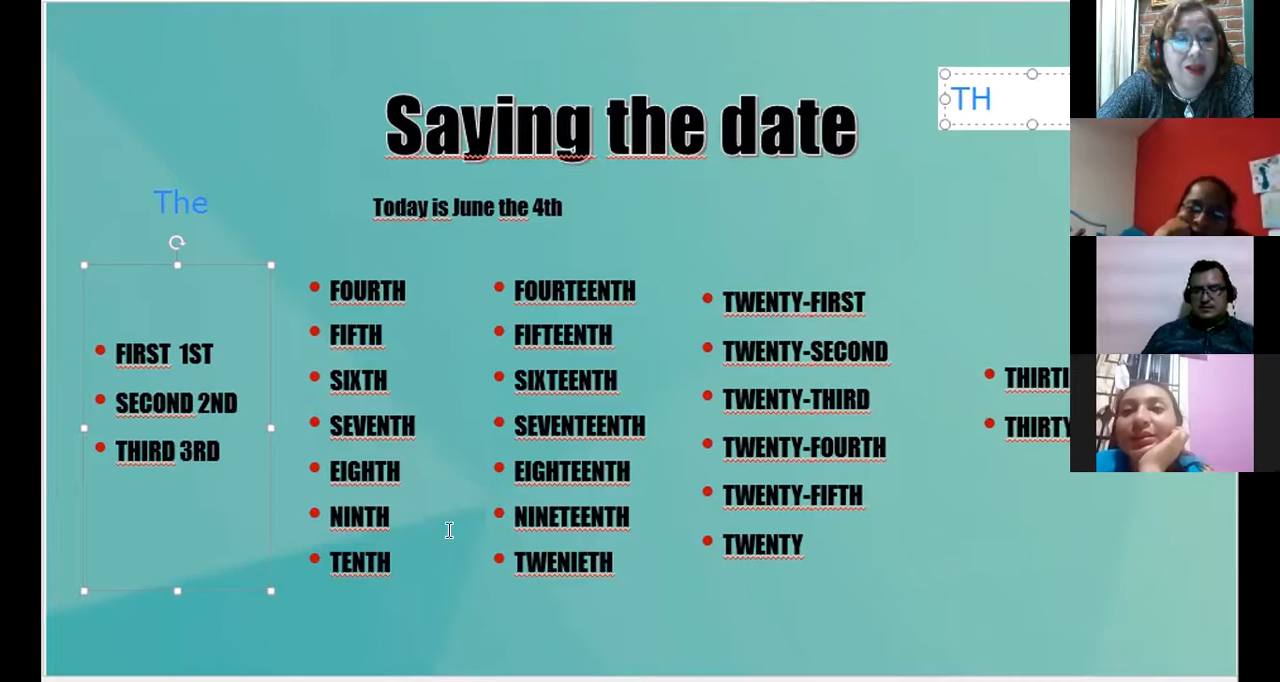 TH
Saying the date
The
Today is June the 4th
FIRST 1ST
SECOND 2ND
THIRD 3RD
FOURTH
FIFTH
SIXTH
SEVENTH
EIGHTH
NINTH
TENTH
FOURTEENTH
FIFTEENTH
SIXTEENTH
SEVENTEENTH
EIGHTEENTH
NINETEENTH
TWENIETH
TWENTY-FIRST
TWENTY-SECOND
TWENTY-THIRD
TWENTY-FOURTH
TWENTY-FIFTH
TWENTY
THIRTI
THIRTY